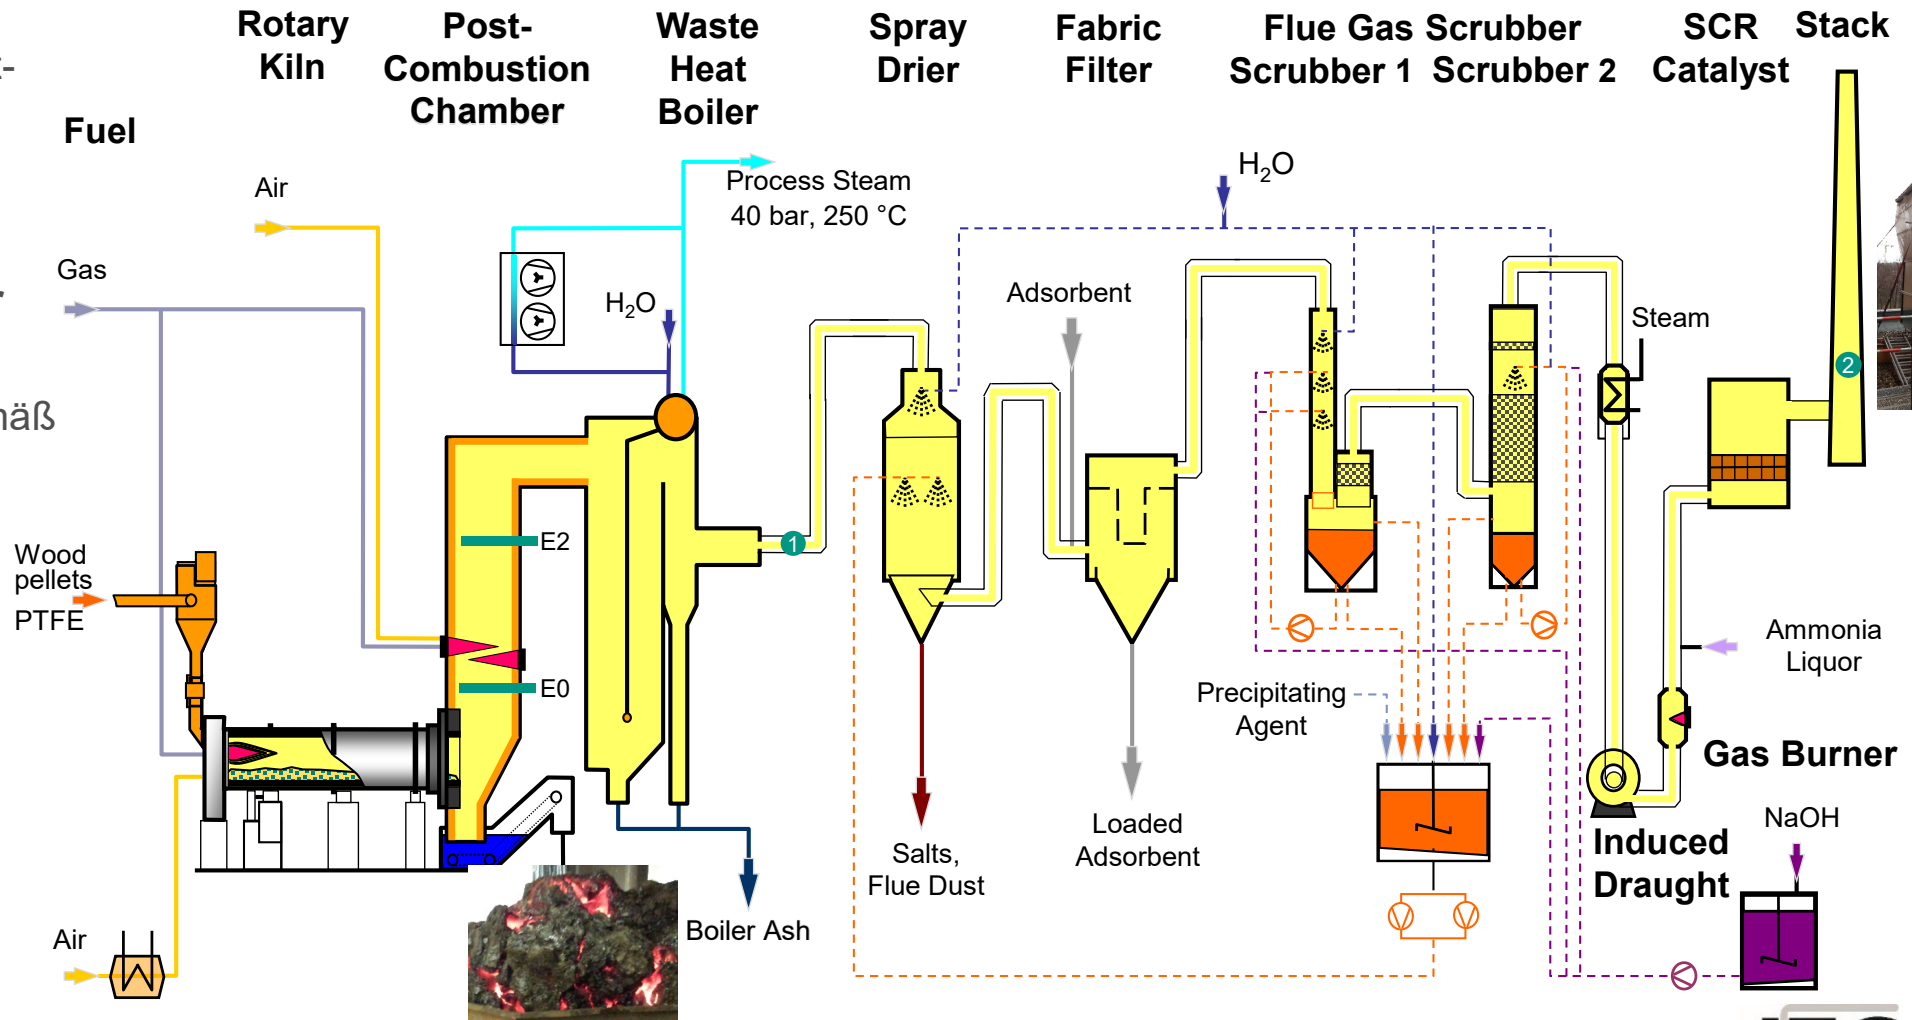 Rotary
Kiln
Post-
Combustion
Chamber
Waste
Heat
Boiler
Spray
Drier
Fabric
Filter
Flue Gas Scrubber
Scrubber 1 Scrubber 2
SCR
Catalyst
Stack
Fuel
Air
Gas
mäß
Process Steam
40 bar, 250 °C
H₂O
H₂O
Adsorbent
Steam
2
1
E2
E0
Wood
pellets
PTFE
Ammonia
Liquor
Precipitating
Agent
Gas Burner
Induced
Draught
NaOH
Loaded
Adsorbent
Salts,
Flue Dust
Boiler Ash
Air